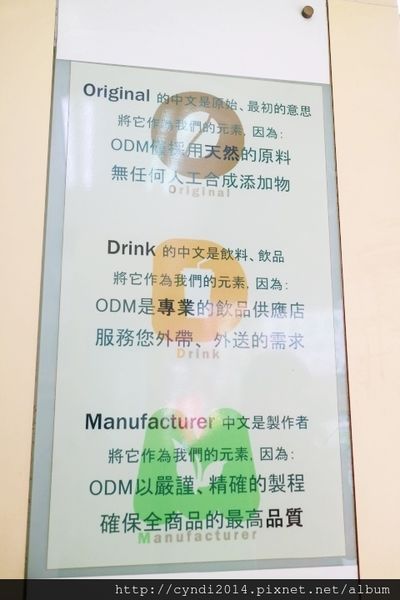 Original 的中文是原始、最初的意思
將它作為我們的元素，因為：
ODM僅採用天然的原料
無任何人工合成添加物
Original
Drink 的中文是飲料、飲品
將它作為我們的元素，因為：
ODM是專業的飲品供應店
服務您外帶、外送的需求
Drink
Manufacturer 中文是製作者
將它作為我們的元素，因為：
ODM以嚴謹、精確的製程
確保全商品的最高品質
Manufacturer
http://cyndi2014.pixnet.net/album